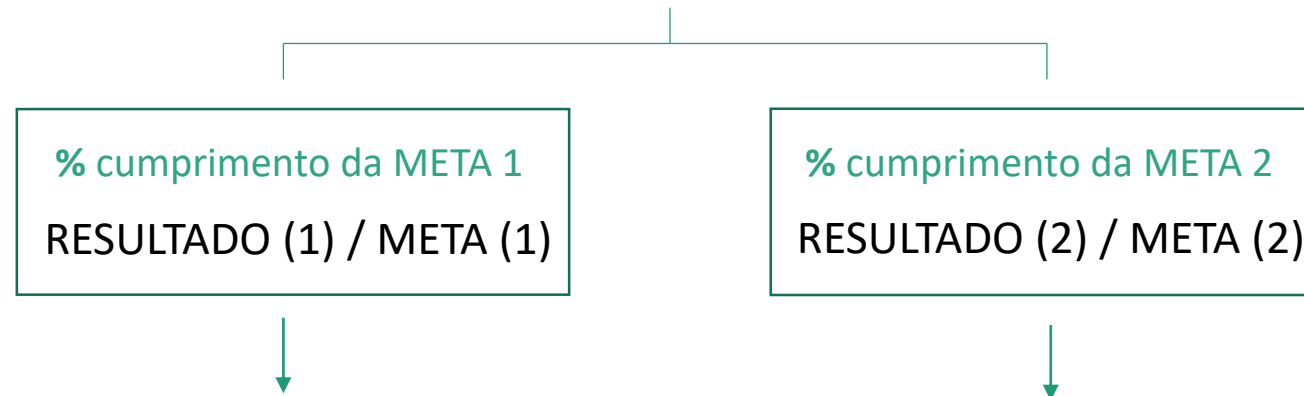 % cumprimento da META 1
RESULTADO (1) / META (1)
% cumprimento da META 2
RESULTADO (2) / META (2)